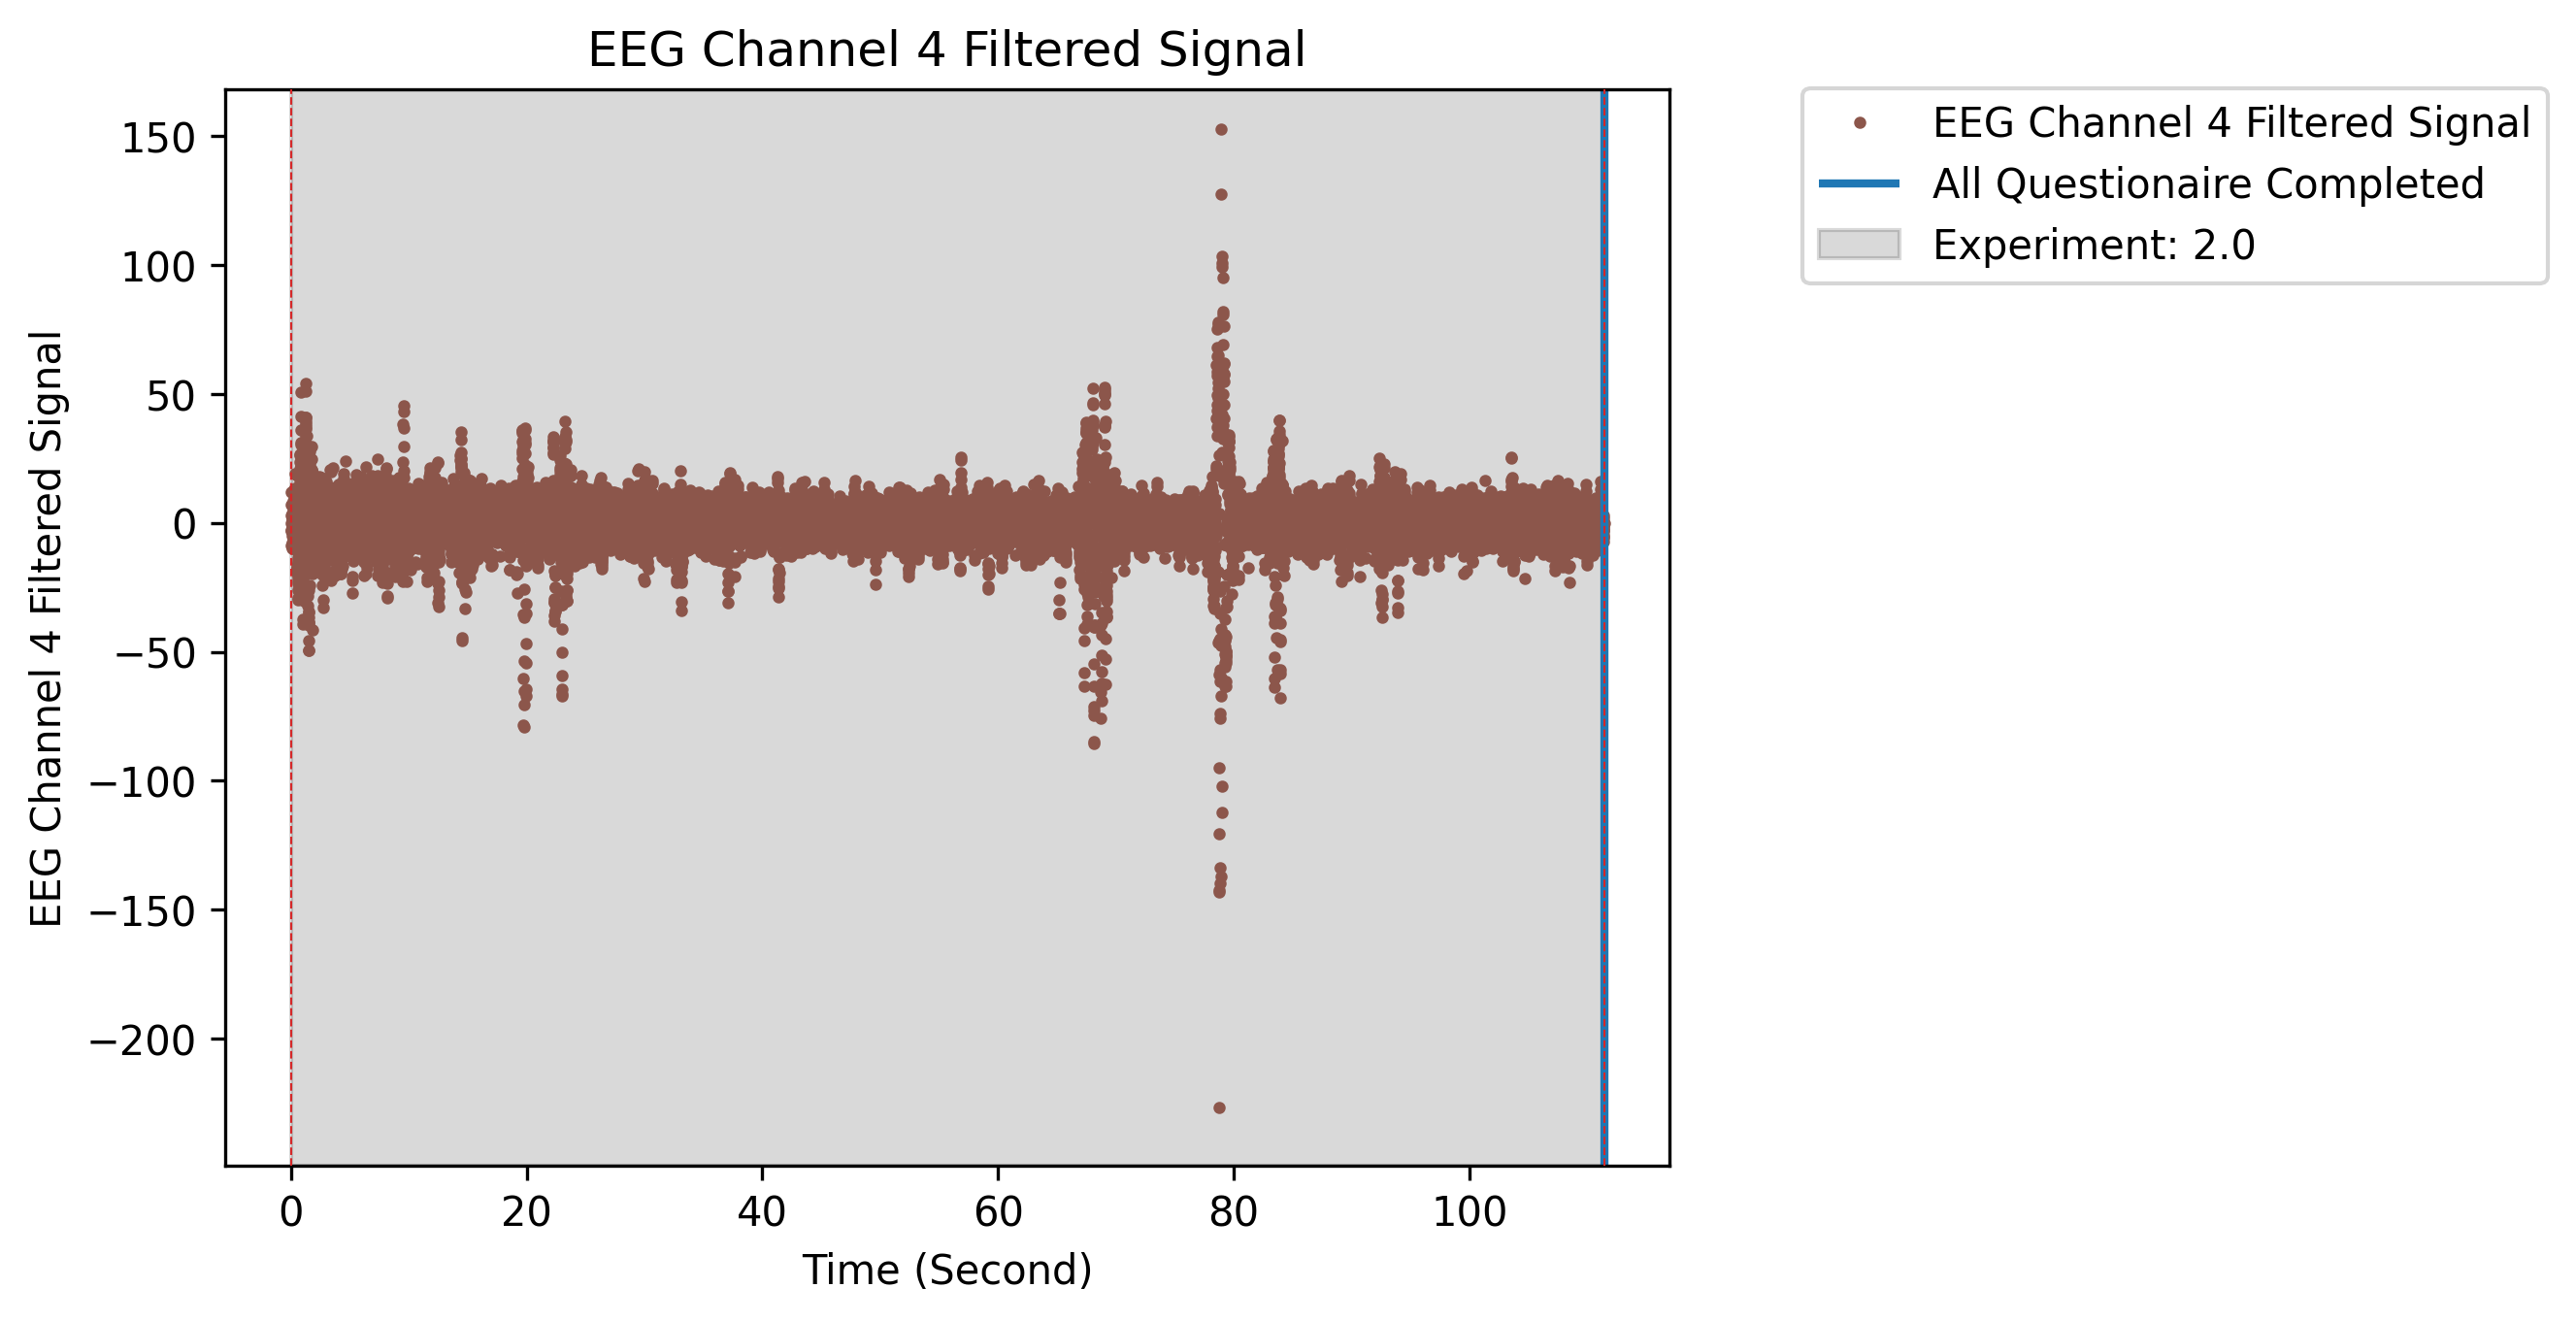 EEG Channel 4 Filtered Signal
EEG Channel 4 Filtered Signal
All Questionaire Completed
Experiment: 2.0
EEG Channel 4 Filtered Signal
150
100
50
0
−50
−100
−150
−200
0 20 40 60 80 100
Time (Second)